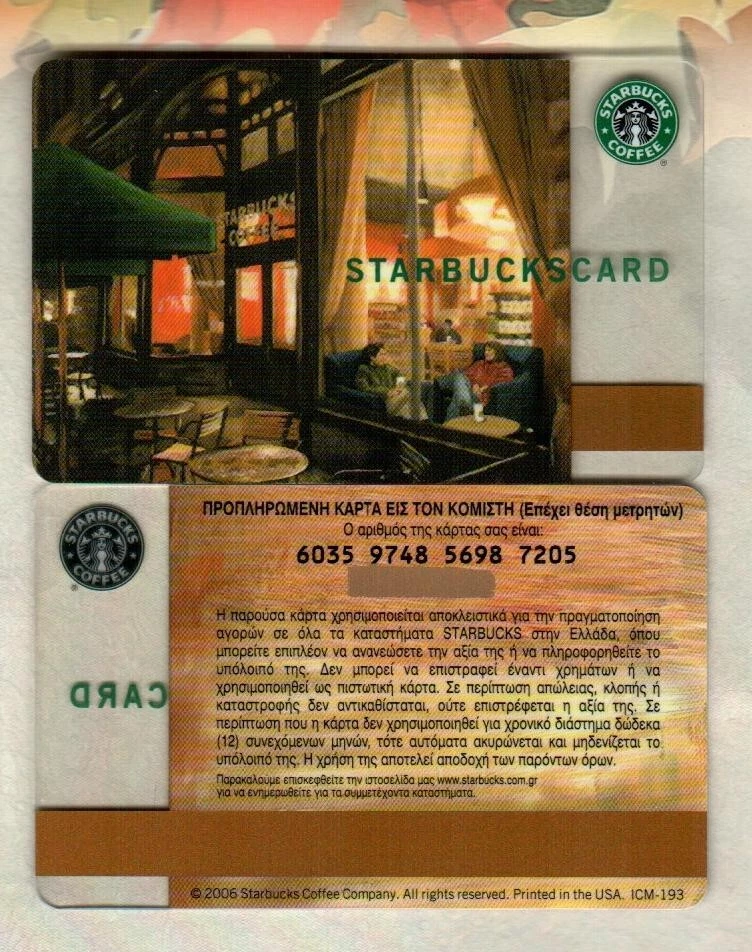 STARBUCKS
COFFEE
®
STARBUCKS
COFFEE
STARBUCKSCARD
STARBUCKS
COFFEE
®
CARD
ΠΡΟΠΛΗΡΩΜΕΝΗ ΚΑΡΤΑ ΕΙΣ ΤΟΝ ΚΟΜΙΣΤΗ (Επέχει θέση μετρητών)
Ο αριθμός της κάρτας σας είναι:
6035 9748 5698 7205
Η παρούσα κάρτα χρησιμοποιείται αποκλειστικά για την πραγματοποίηση
αγορών σε όλα τα καταστήματα STARBUCKS στην Ελλάδα, όπου
μπορείτε επιπλέον να ανανεώσετε την αξία της ή να πληροφορηθείτε το
υπόλοιπό της. Δεν μπορεί να επιστραφεί έναντι χρημάτων ή να
χρησιμοποιηθεί ως πιστωτική κάρτα. Σε περίπτωση απώλειας, κλοπής ή
καταστροφής δεν αντικαθίσταται, ούτε επιστρέφεται η αξία της. Σε
περίπτωση που η κάρτα δεν χρησιμοποιηθεί για χρονικό διάστημα δώδεκα
(12) συνεχόμενων μηνών, τότε αυτόματα ακυρώνεται και μηδενίζεται το
υπόλοιπό της. Η χρήση της αποτελεί αποδοχή των παρόντων όρων.
Παρακαλούμε επισκεφθείτε την ιστοσελίδα μας www.starbucks.com.gr
για να ενημερωθείτε για τα συμμετέχοντα καταστήματα.
© 2006 Starbucks Coffee Company. All rights reserved. Printed in the USA. ICM-193